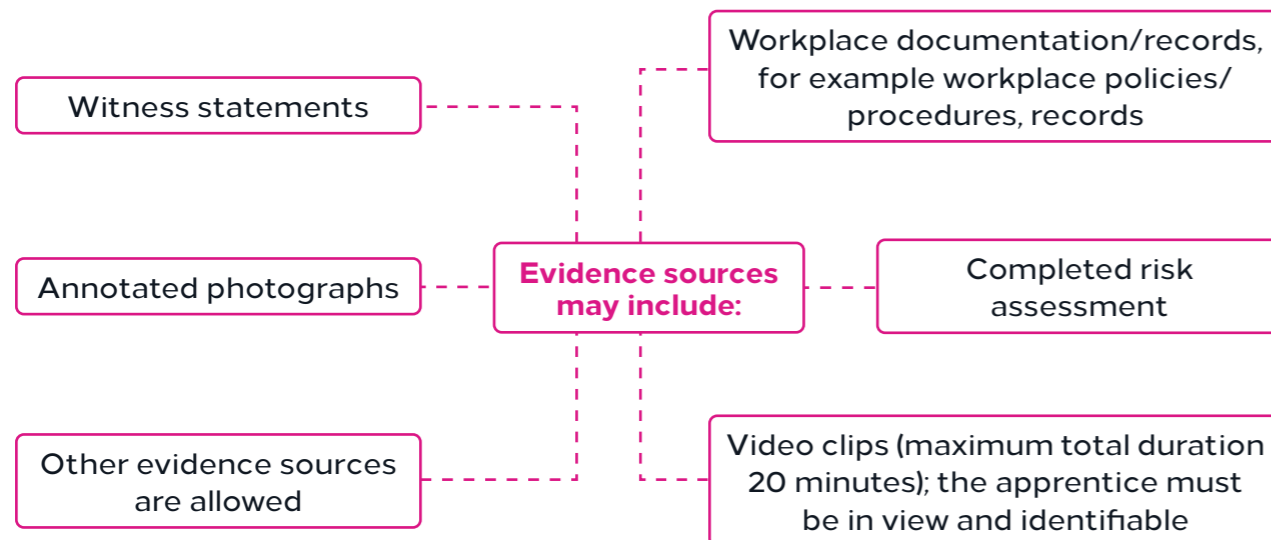 Witness statements
Annotated photographs
Other evidence sources
are allowed
Evidence sources
may include:
Workplace documentation/records,
for example workplace policies/
procedures, records
Completed risk
assessment
Video clips (maximum total duration
20 minutes); the apprentice must
be in view and identifiable